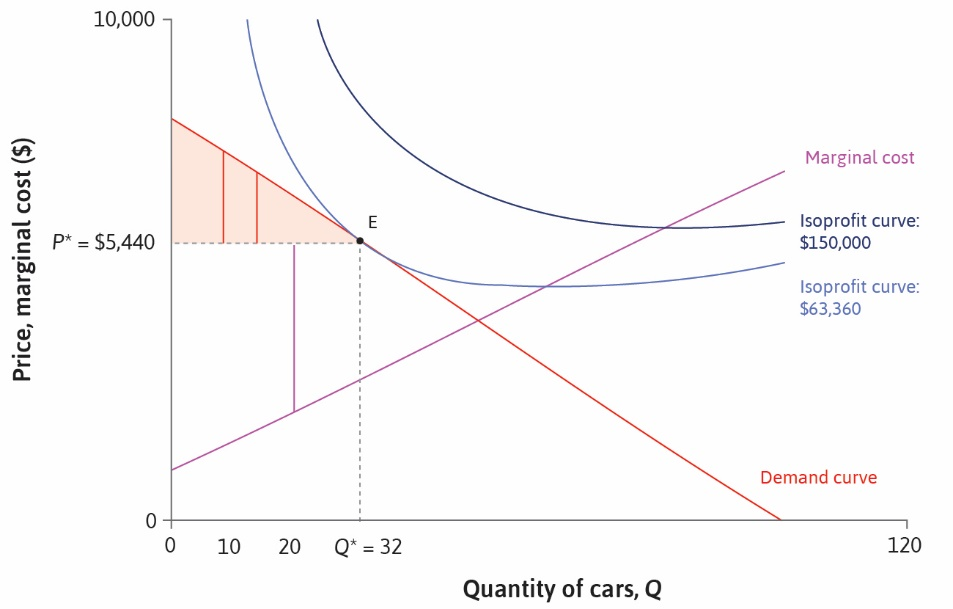 10,000
Price, marginal cost ($)
Marginal cost
Isoprofit curve:
$150,000
E
P* = $5,440
Isoprofit curve:
$63,360
Demand curve
0
0
10
20
Q* = 32
120
Quantity of cars, Q